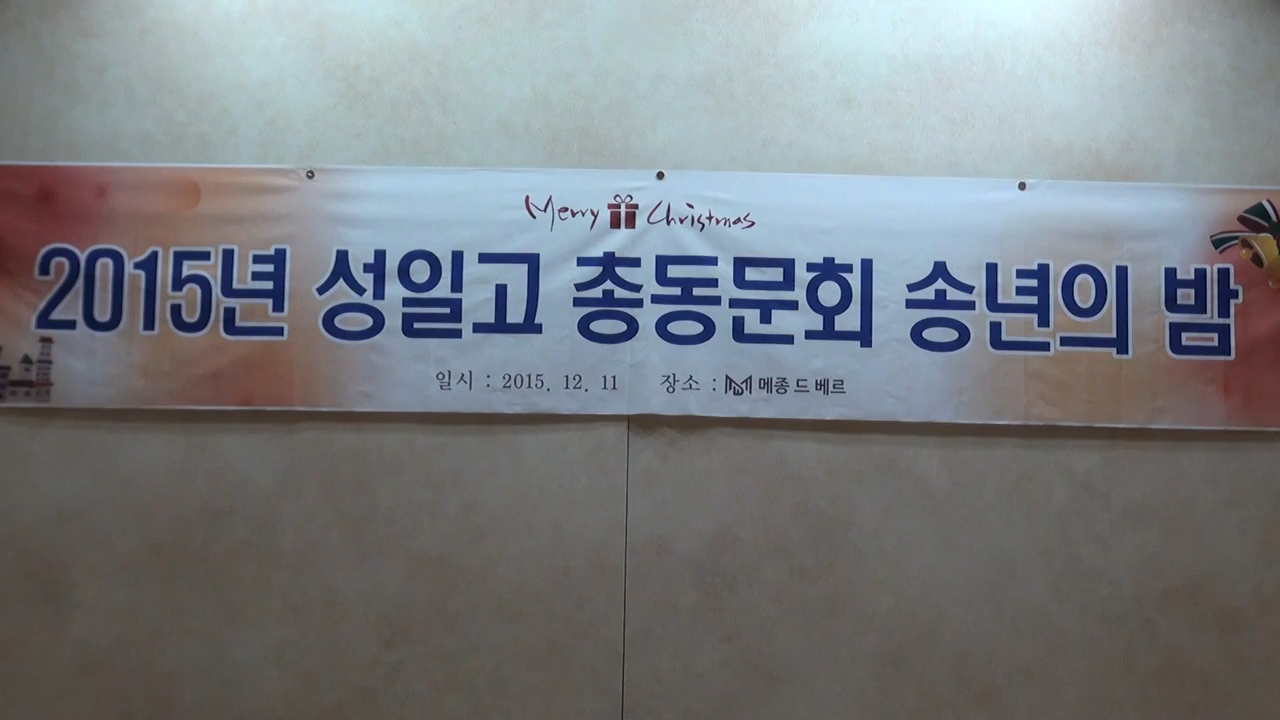 Merry Christmas
2015년 성일고 총동문회 송년의 밤
일시 : 2015. 12. 11 장소 : 메종 드 베르